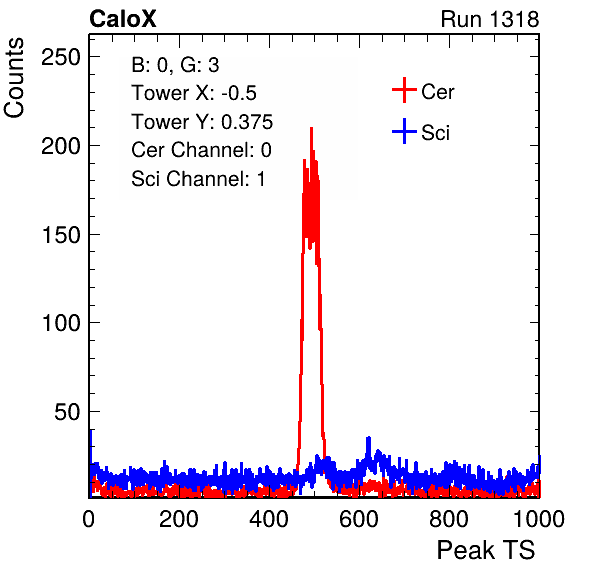 CaloX Run 1318
Counts
250
200
150
100
50
B: 0, G: 3
Tower X: -0.5
Tower Y: 0.375
Cer Channel: 0
Sci Channel: 1
Cer
Sci
0 200 400 600 800 1000
Peak TS